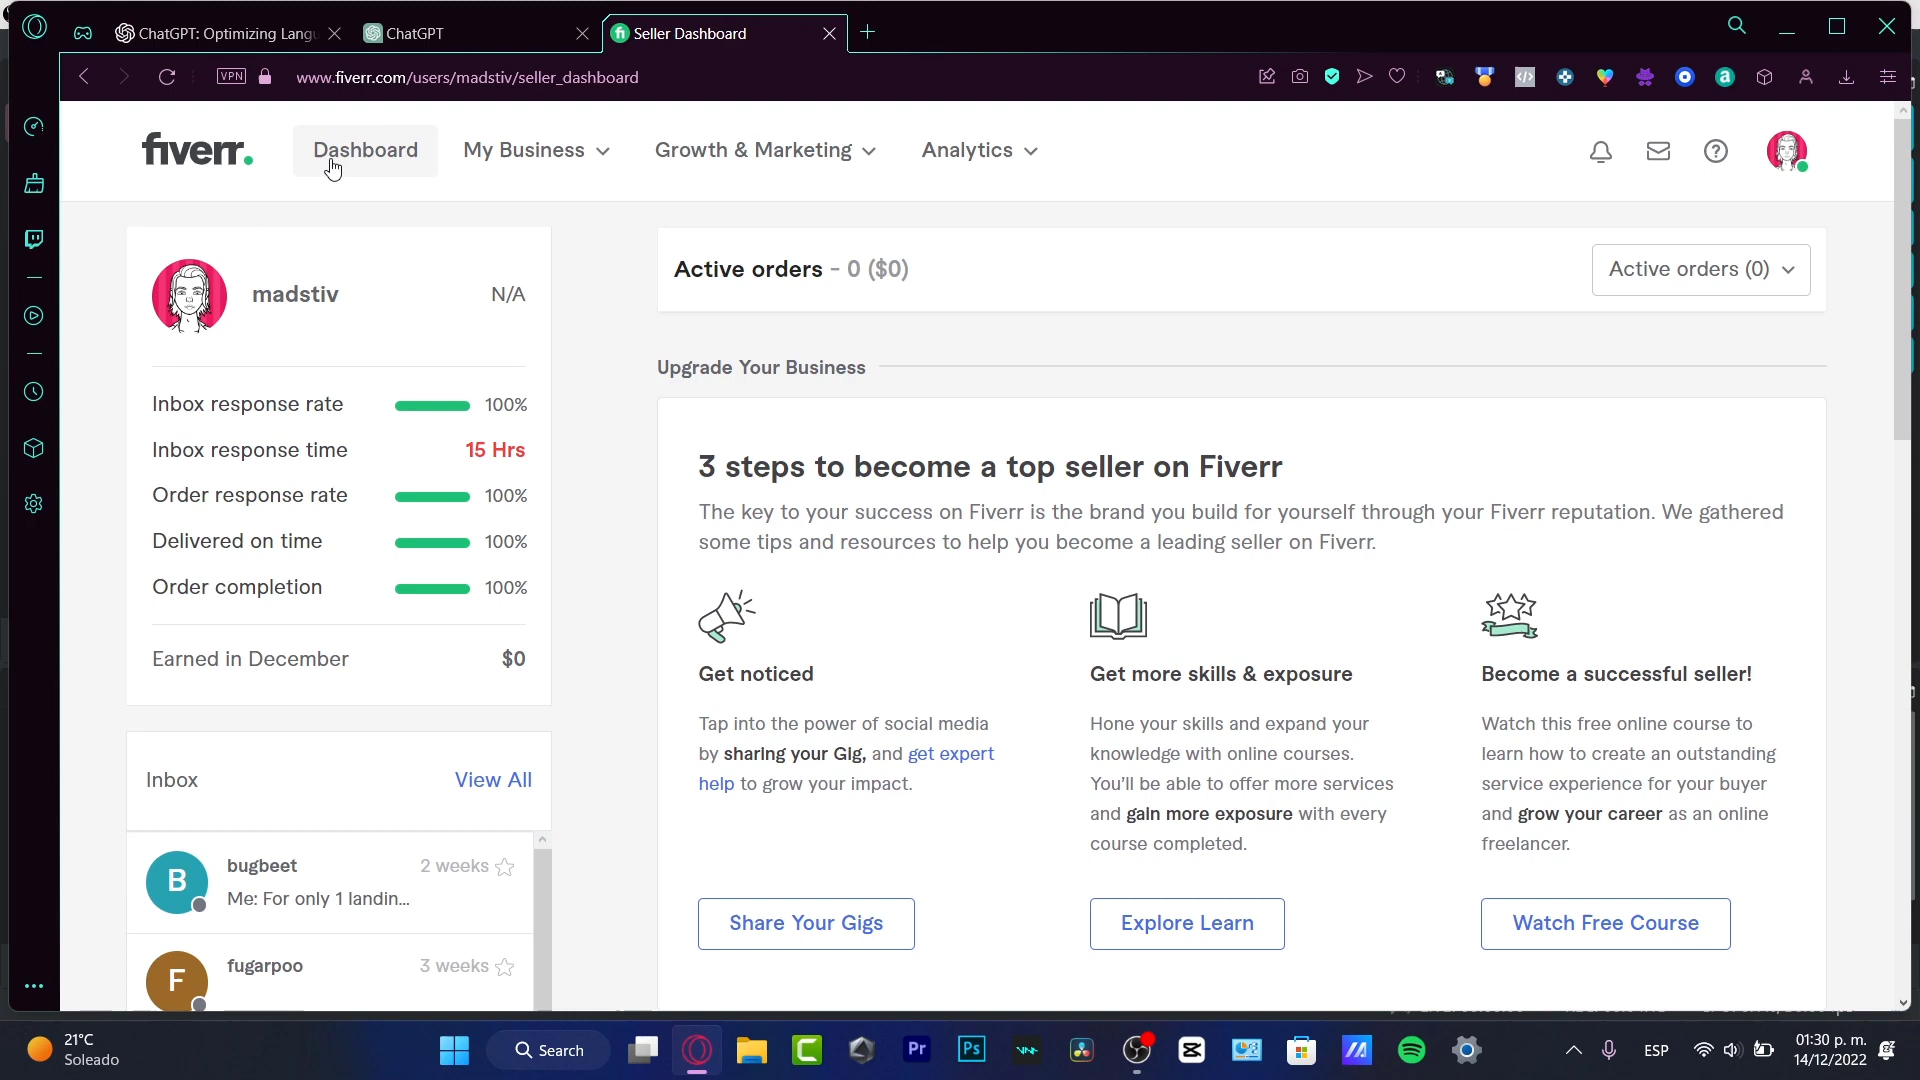 ChatGPT: Optimizing Langu
ChatGPT
Seller Dashboard
VPN
www.fiverr.com/users/madstiv/seller_dashboard
fiverr.
Dashboard
My Business
Growth & Marketing
Analytics
madstiv
N/A
Inbox response rate
100%
Inbox response time
15 Hrs
Order response rate
100%
Delivered on time
100%
Order completion
100%
Earned in December
$0
Inbox
View All
B
bugbeet
2 weeks
Me: For only 1 landin...
F
fugarpoo
3 weeks
Active orders - 0 ($0)
Active orders (0)
Upgrade Your Business
3 steps to become a top seller on Fiverr
The key to your success on Fiverr is the brand you build for yourself through your Fiverr reputation. We gathered
some tips and resources to help you become a leading seller on Fiverr.
Get noticed
Tap into the power of social media
by sharing your Gig, and get expert
help to grow your impact.
Share Your Gigs
Get more skills & exposure
Hone your skills and expand your
knowledge with online courses.
You'll be able to offer more services
and gain more exposure with every
course completed.
Explore Learn
Become a successful seller!
Watch this free online course to
learn how to create an outstanding
service experience for your buyer
and grow your career as an online
freelancer.
Watch Free Course
21°C
Soleado
Search
Pr
Ps
ESP
01:30 p. m.
14/12/2022